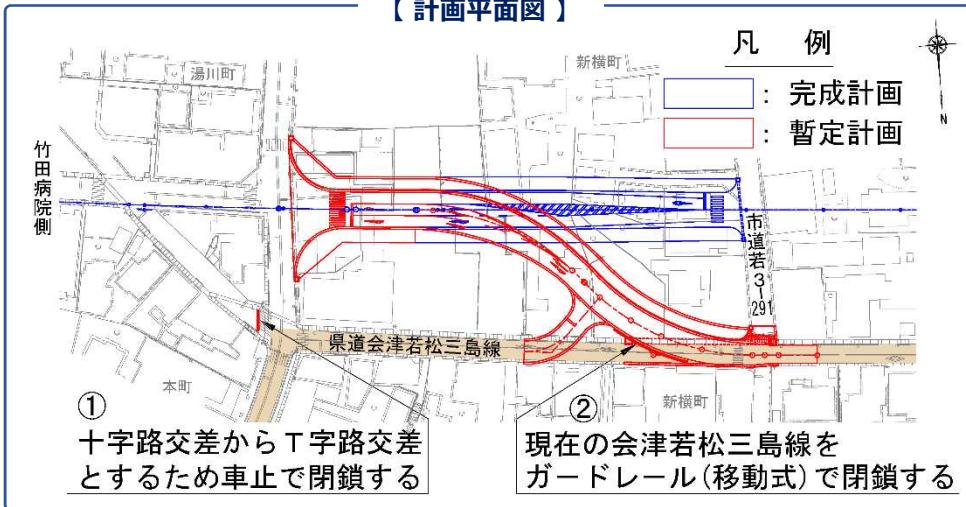 【 計画平面図 】
凡 例
: 完成計画
: 暫定計画
N
湯川町
新横町
竹田病院側
市道若3-291
県道会津若松三島線
本町
新横町
①
十字路交差からT字路交差
とするため車止で閉鎖する
②
現在の会津若松三島線を
ガードレール(移動式)で閉鎖する